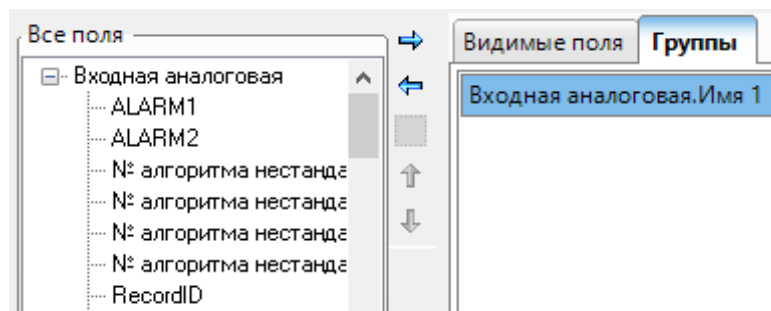 Все поля
Входная аналоговая
ALARM1
ALARM2
№ алгоритма нестанда
№ алгоритма нестанда
№ алгоритма нестанда
№ алгоритма нестанда
RecordID
Видимые поля
Группы
Входная аналоговая.Имя 1